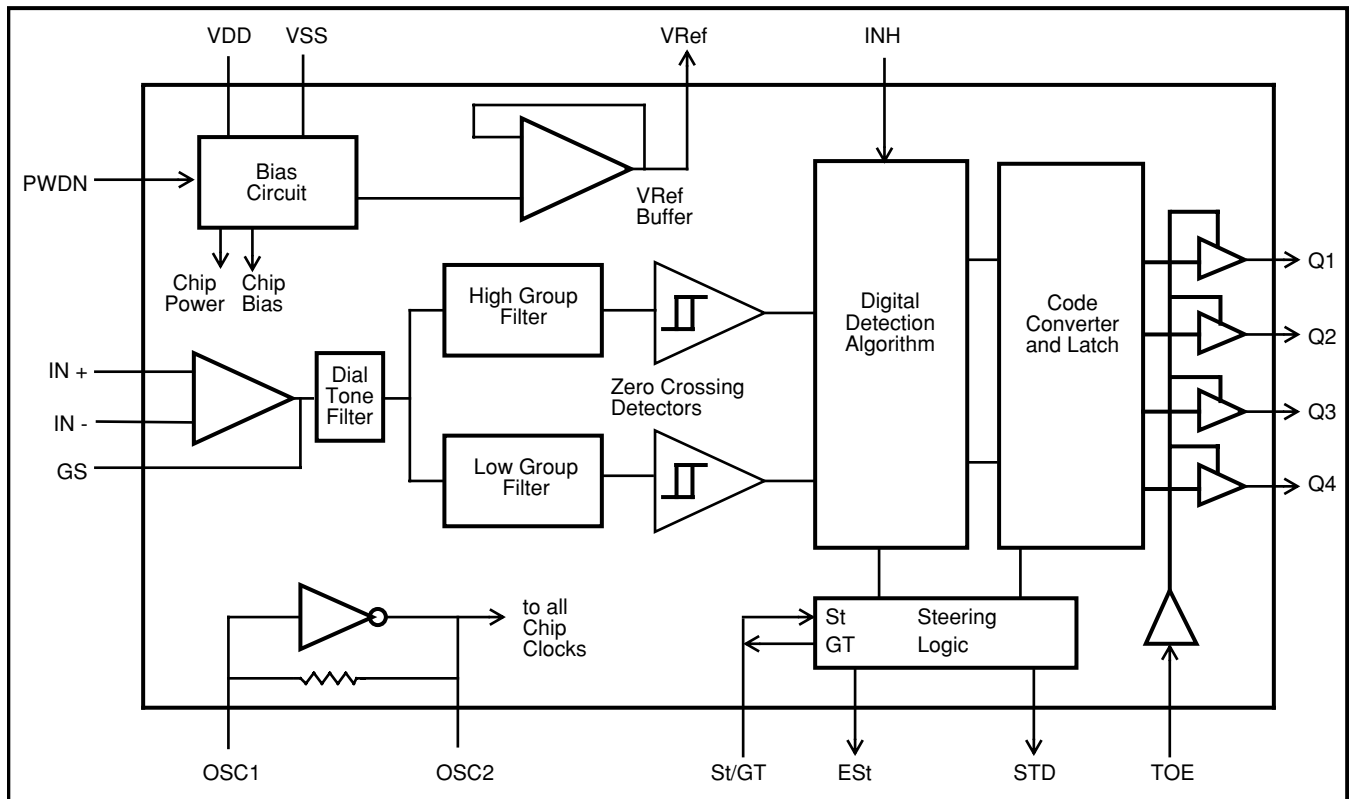 VDD
VSS
VRef
INH
PWDN
Bias
Circuit
VRef
Buffer
Chip
Power
Chip
Bias
High Group
Filter
Digital
Detection
Algorithm
Code
Converter
and Latch
Q1
Q2
Q3
Q4
IN +
IN -
GS
Dial
Tone
Filter
Zero Crossing
Detectors
Low Group
Filter
to all
Chip
Clocks
St
GT
Steering
Logic
OSC1
OSC2
St/GT
ESt
STD
TOE